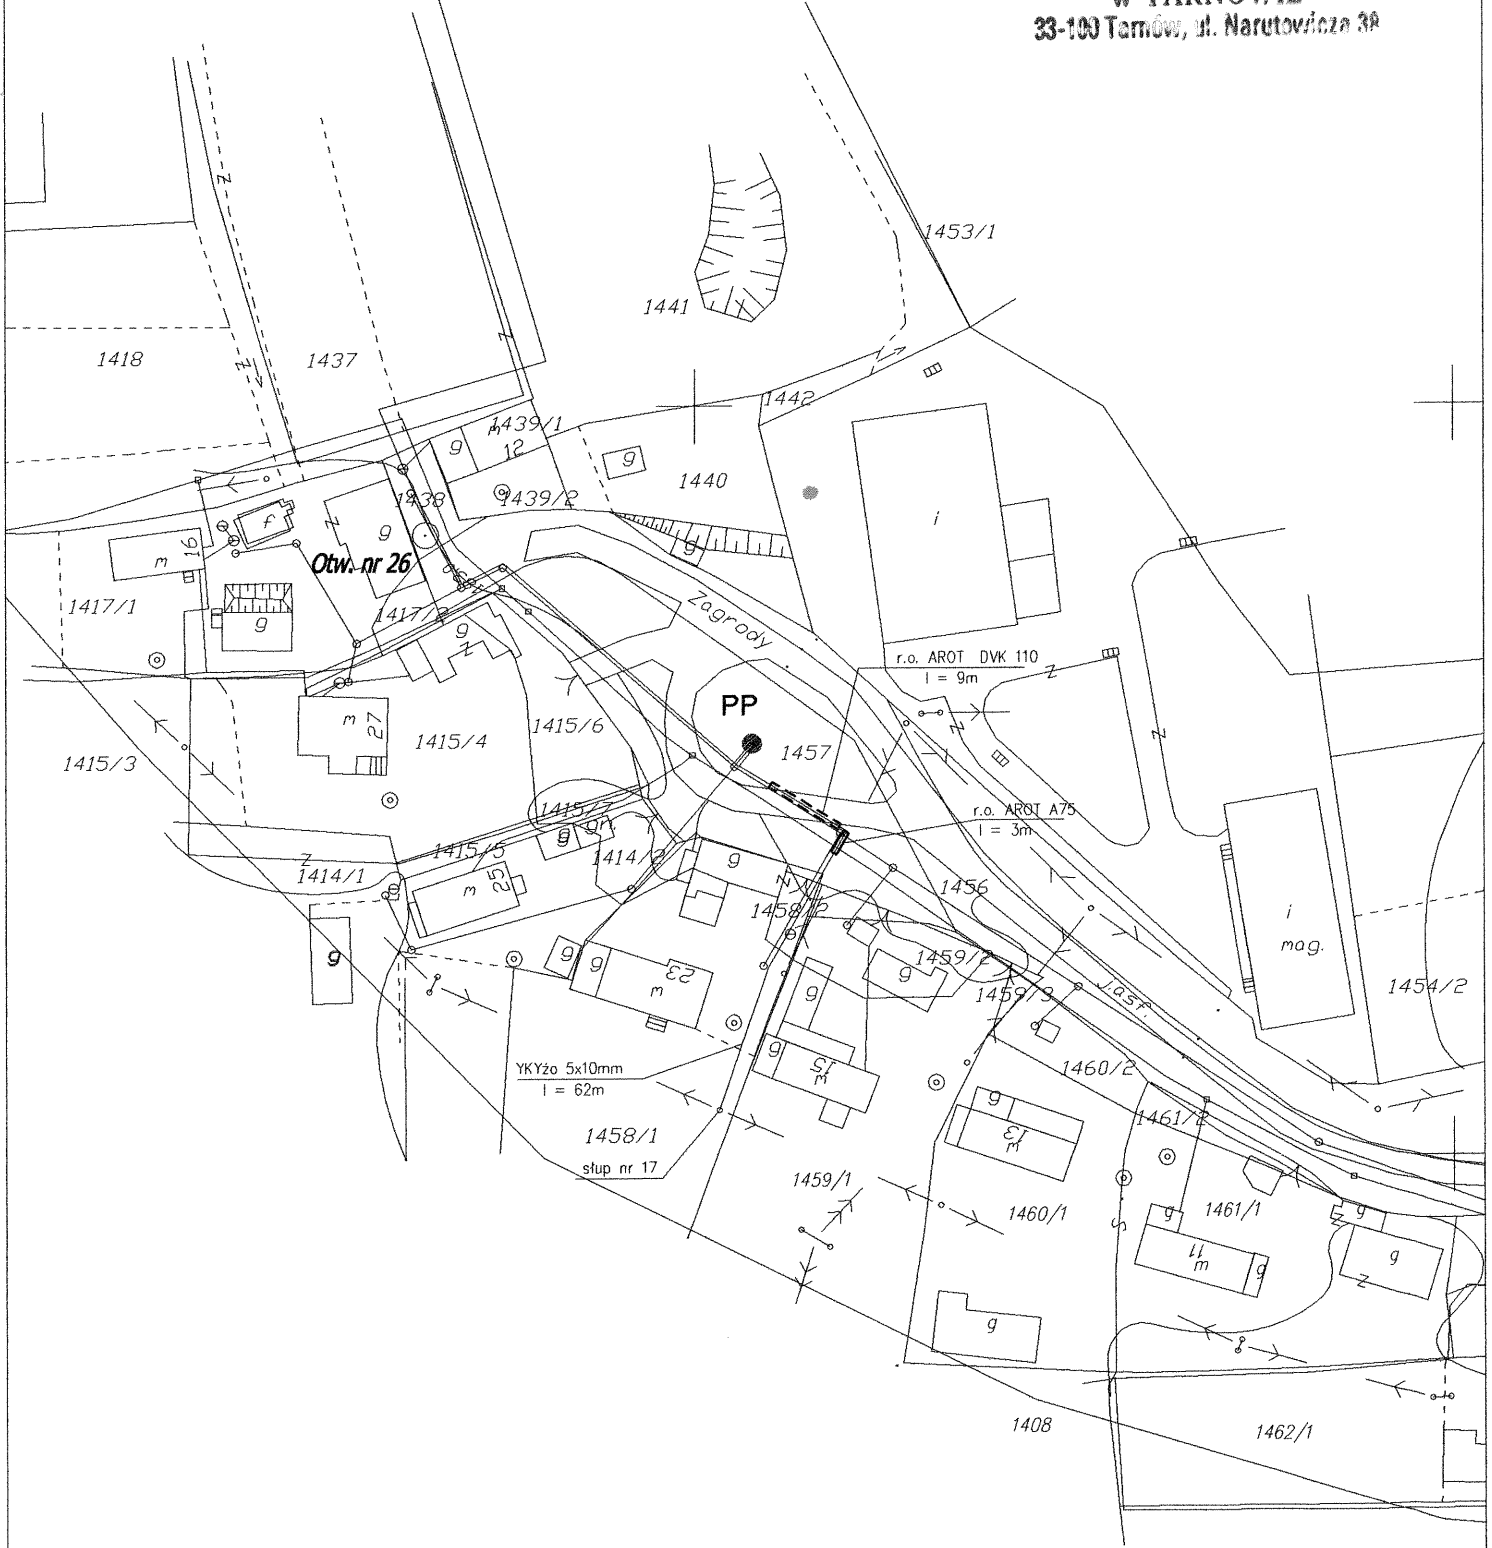 w TARNOWIE
33-100 Tarnów, ul. Narutowicza 38
1453/1
1441
1418
1437
1442
1439/1
m
12
g
g
1440
1438
1439/2
i
f
g
g
m
16
Otw. nr 26
1417/1
g
1417/2
g
Zagrody
r.o. AROT DVK 110
l = 9m
PP
m
27
1415/4
1415/6
1457
1415/3
r.o. AROT A75
l = 3m
1415/7
g
gr.
1415/5
1414/2
g
1414/1
m
25
1456
1458/2
i
mag.
g
g
g
m
23
1459/2
g
1459/3
1454/2
J.asf.
g
g
m
15
YKYżo 5x10mm
l = 62m
1460/2
g
m
13
1461/2
1458/1
słup nr 17
1459/1
1460/1
1461/1
g
g
m
11
g
g
g
1408
1462/1